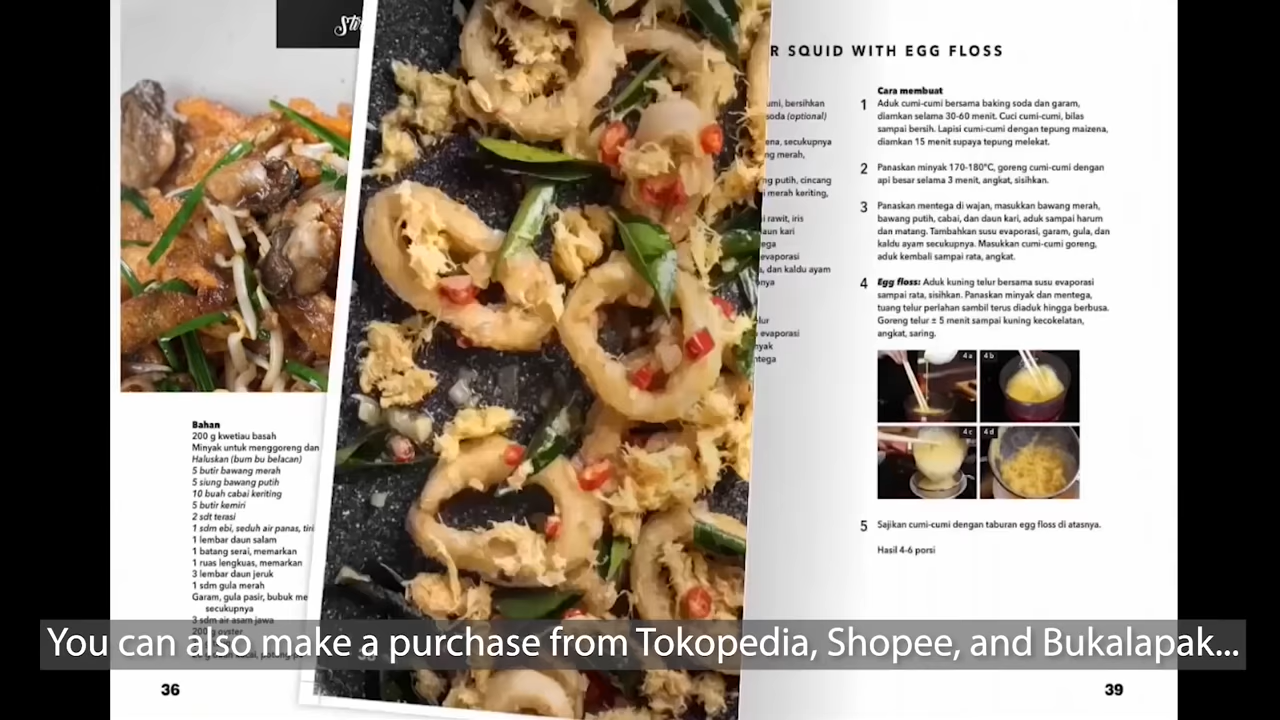 Bahan
200 g kwetiau basah
Minyak untuk menggoreng dan
Haluskan (bum bu belacan)
5 butir bawang merah
5 siung bawang putih
10 buah cabai keriting
5 butir kemiri
2 sdt terasi
1 sdm ebi, seduh air panas, tiri
1 lembar daun salam
1 batang serai, memarkan
1 ruas lengkuas, memarkan
3 lembar daun jeruk
1 sdm gula merah
Garam, gula pasir, bubuk me
secukupnya
3 sdm air asam jawa
36
R SQUID WITH EGG FLOSS
umi, bersihkan
soda (optional)
ena, secukupnya
ng merah,
ng putih, cincang
i merah keriting,
i rawit, iris
daun kari
tega
evaporasi
s, dan kaldu ayam
nya
elur
evaporasi
nyak
ntega
Cara membuat
1 Aduk cumi-cumi bersama baking soda dan garam,
diamkan selama 30-60 menit. Cuci cumi-cumi, bilas
sampai bersih. Lapisi cumi-cumi dengan tepung maizena,
diamkan 15 menit supaya tepung melekat.
2 Panaskan minyak 170-180°C, goreng cumi-cumi dengan
api besar selama 3 menit, angkat, sisihkan.
3 Panaskan mentega di wajan, masukkan bawang merah,
bawang putih, cabai, dan daun kari, aduk sampai harum
dan matang. Tambahkan susu evaporasi, garam, gula, dan
kaldu ayam secukupnya. Masukkan cumi-cumi goreng,
aduk kembali sampai rata, angkat.
4 Egg floss: Aduk kuning telur bersama susu evaporasi
sampai rata, sisihkan. Panaskan minyak dan mentega,
tuang telur perlahan sambil terus diaduk hingga berbusa.
Goreng telur ± 5 menit sampai kuning kecokelatan,
angkat, saring.
4a
4b
4c
4d
5 Sajikan cumi-cumi dengan taburan egg floss di atasnya.
Hasil 4-6 porsi
39
You can also make a purchase from Tokopedia, Shopee, and Bukalapak...